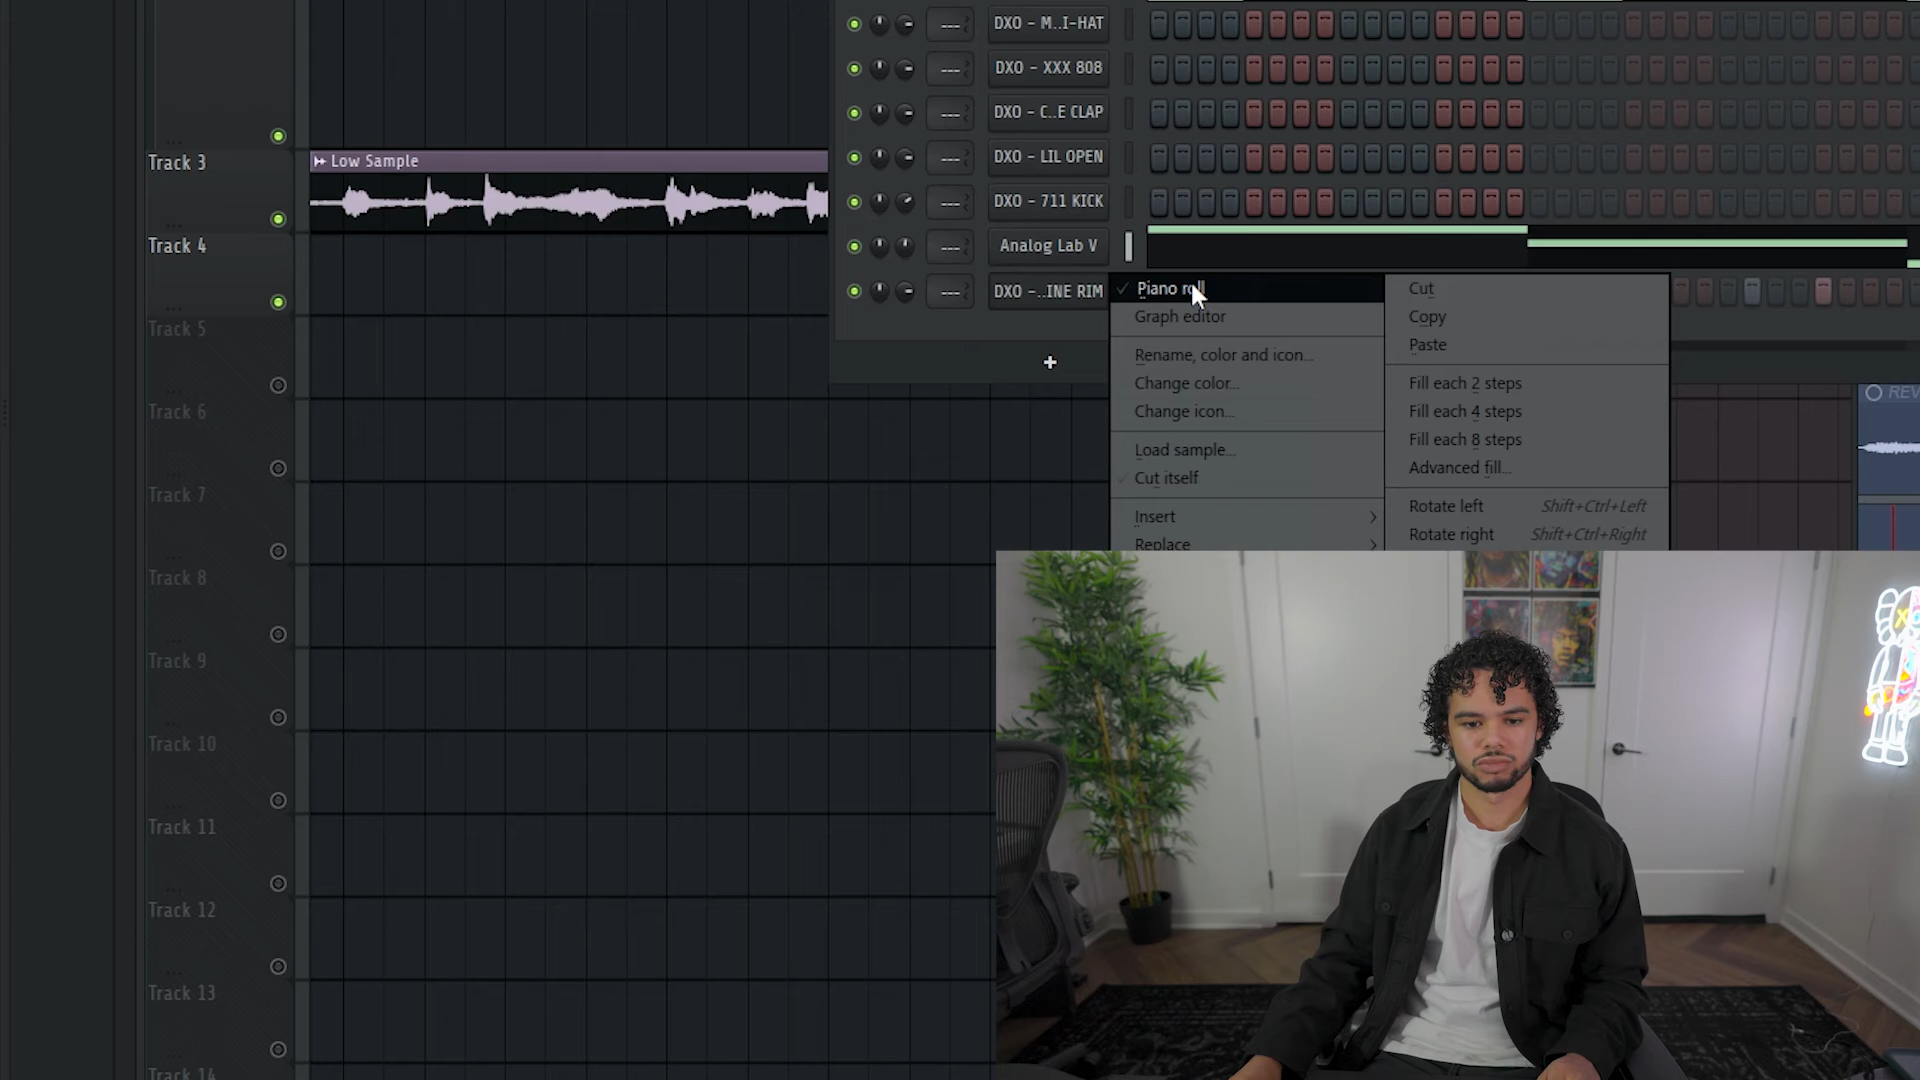 DXO - M..I-HAT
DXO - XXX 808
DXO - C..E CLAP
DXO - LIL OPEN
DXO - 711 KICK
Analog Lab V
DXO -..INE RIM
Track 3
Low Sample
Track 4
Track 5
Track 6
Track 7
Track 8
Track 9
Track 10
Track 11
Track 12
Track 13
Track 14
Piano roll
Graph editor
Rename, color and icon...
Change color...
Change icon...
Load sample...
Cut itself
Insert
Replace
Cut
Copy
Paste
Fill each 2 steps
Fill each 4 steps
Fill each 8 steps
Advanced fill...
Rotate left Shift+Ctrl+Left
Rotate right Shift+Ctrl+Right
REV